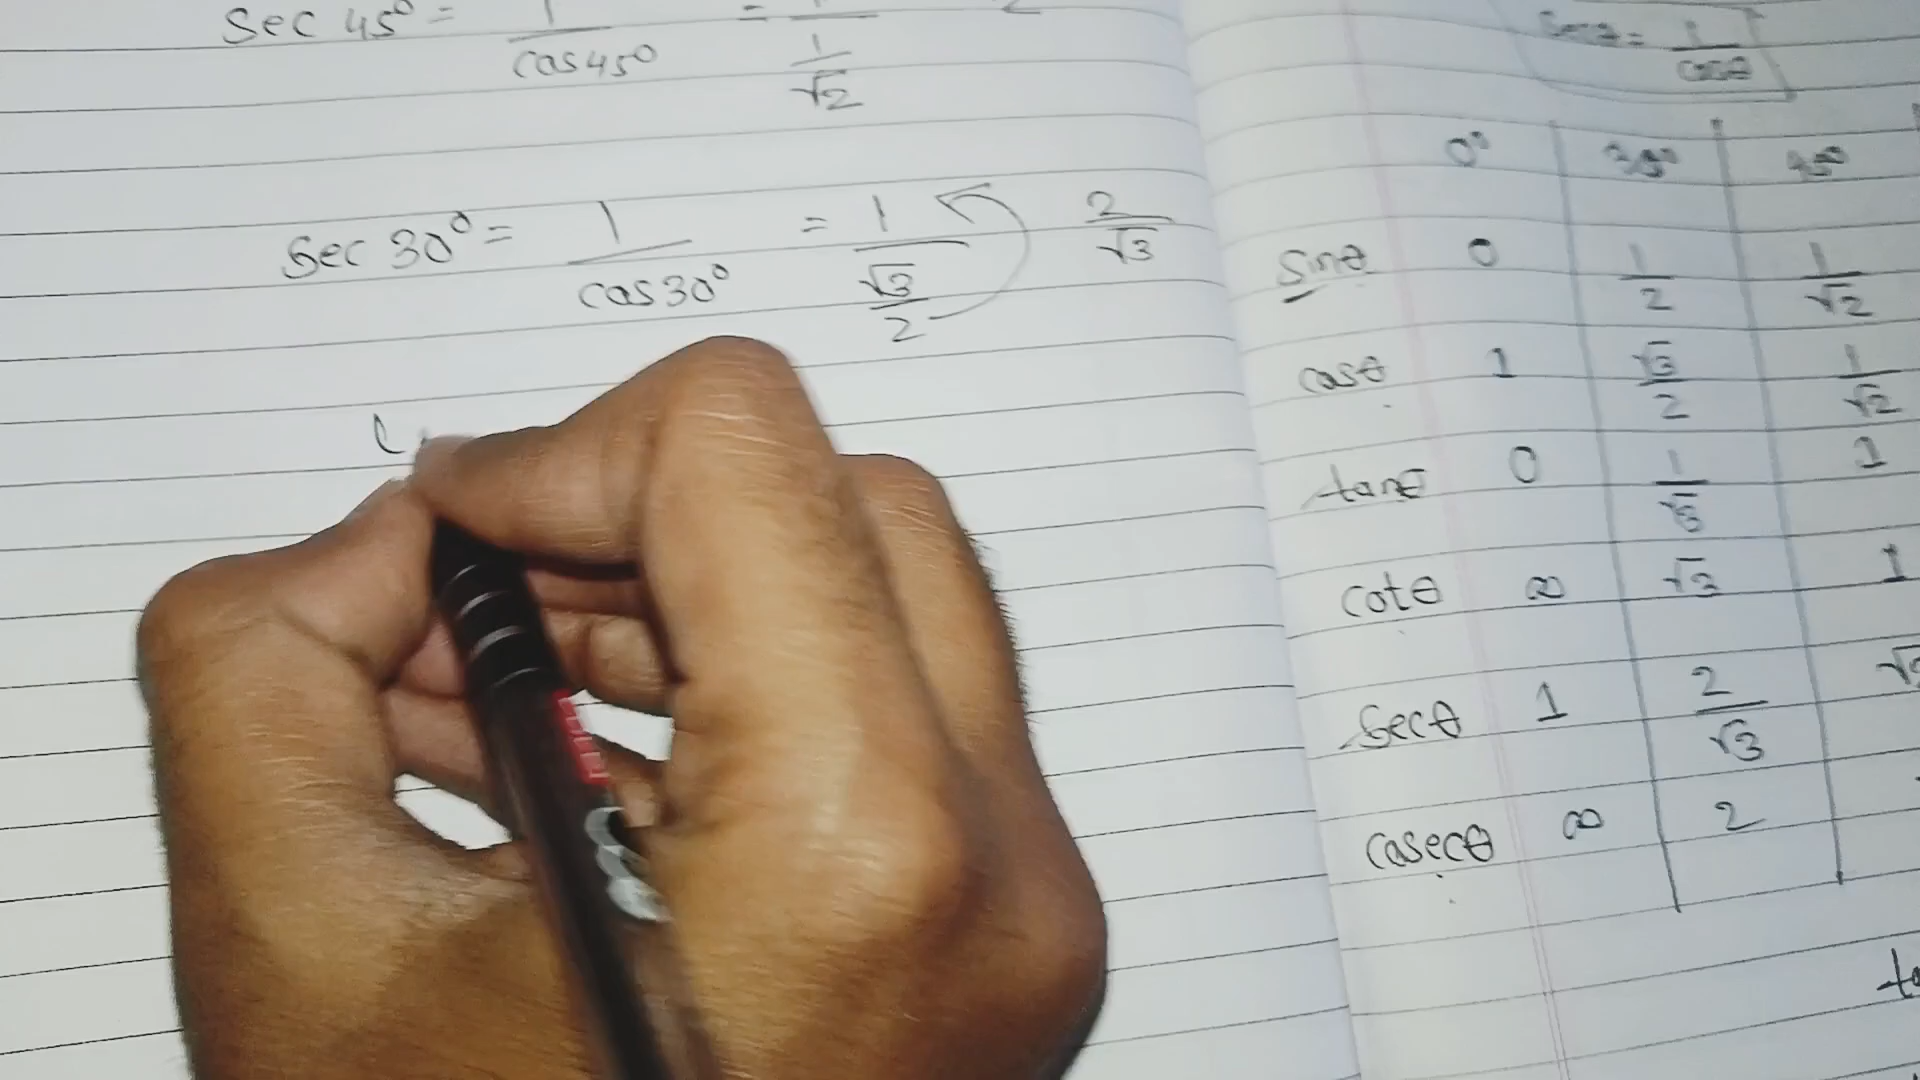 sec 45° = 1/cos45° = 1/(1/√2)
sec 30° = 1/cos30° = 1/(√3/2) 2/√3
secθ = 1/cosθ
0° 30° 45°
sinθ 0 1/2 1/√2
cosθ 1 √3/2 1/√2
tanθ 0 1/√3 1
cotθ ∞ √3 1
secθ 1 2/√3
cosecθ ∞ 2